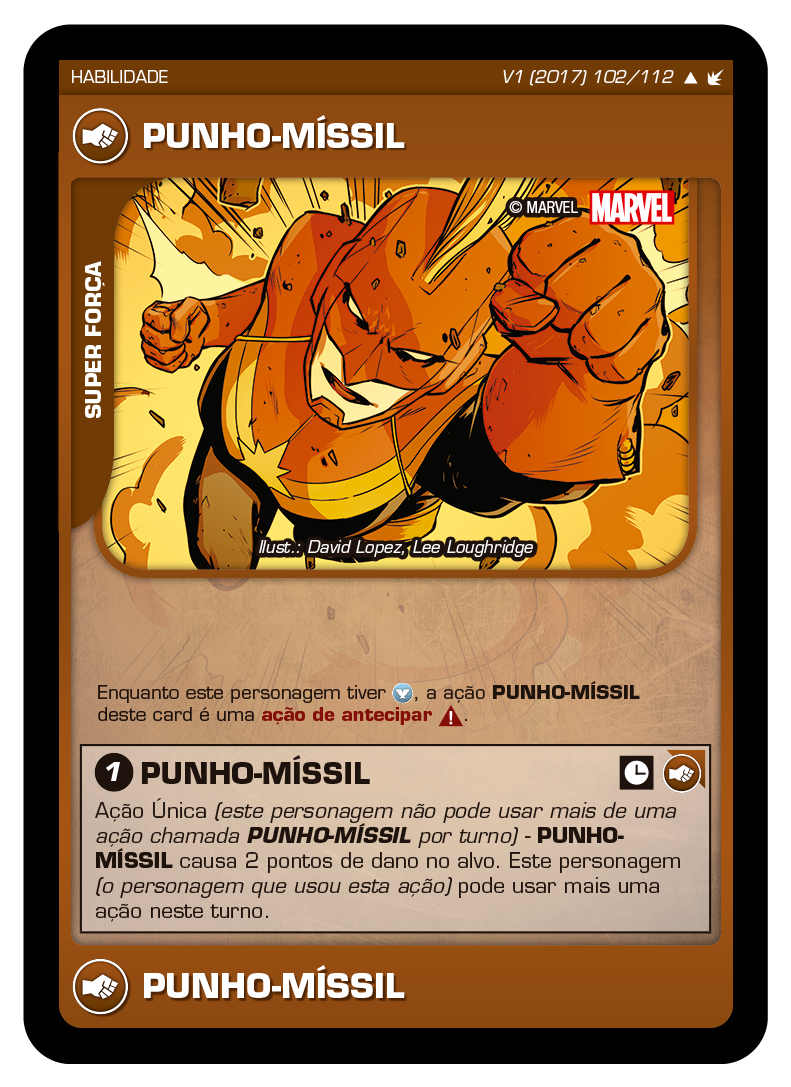 HABILIDADE
V1 (2017) 102/112
PUNHO-MÍSSIL
© MARVEL MARVEL
SUPER FORÇA
Ilust.: David Lopez, Lee Loughridge
Enquanto este personagem tiver , a ação PUNHO-MÍSSIL
deste card é uma ação de antecipar .
1 PUNHO-MÍSSIL
Ação Única (este personagem não pode usar mais de uma
ação chamada PUNHO-MÍSSIL por turno) - PUNHO-
MÍSSIL causa 2 pontos de dano no alvo. Este personagem
(o personagem que usou esta ação) pode usar mais uma
ação neste turno.
PUNHO-MÍSSIL